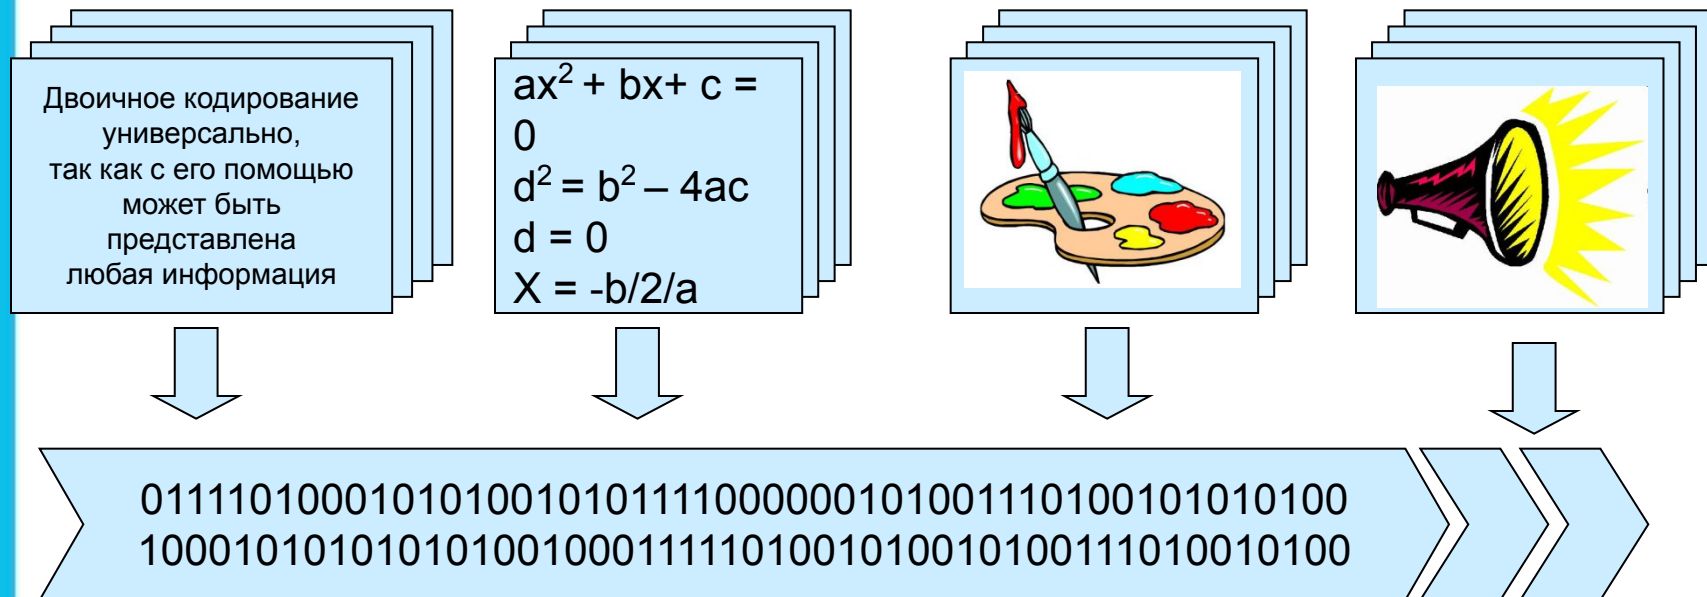 Двоичное кодирование
универсально,
так как с его помощью
может быть
представлена
любая информация
ax² + bx+ c =
0
d² = b² – 4ac
d = 0
X = -b/2/a
0111101000101010010101111000000101001110100101010100
1000101010101010010001111101001010010100111010010100